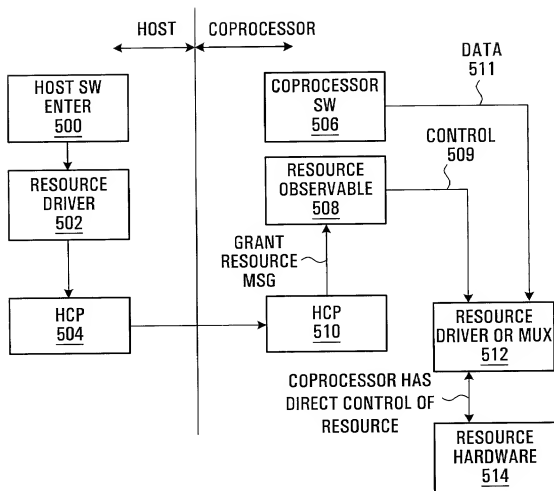 HOST
COPROCESSOR
HOST SW
ENTER
500
RESOURCE
DRIVER
502
HCP
504
COPROCESSOR
SW
506
RESOURCE
OBSERVABLE
508
GRANT
RESOURCE
MSG
HCP
510
DATA
511
CONTROL
509
RESOURCE
DRIVER OR MUX
512
COPROCESSOR HAS
DIRECT CONTROL OF
RESOURCE
RESOURCE
HARDWARE
514